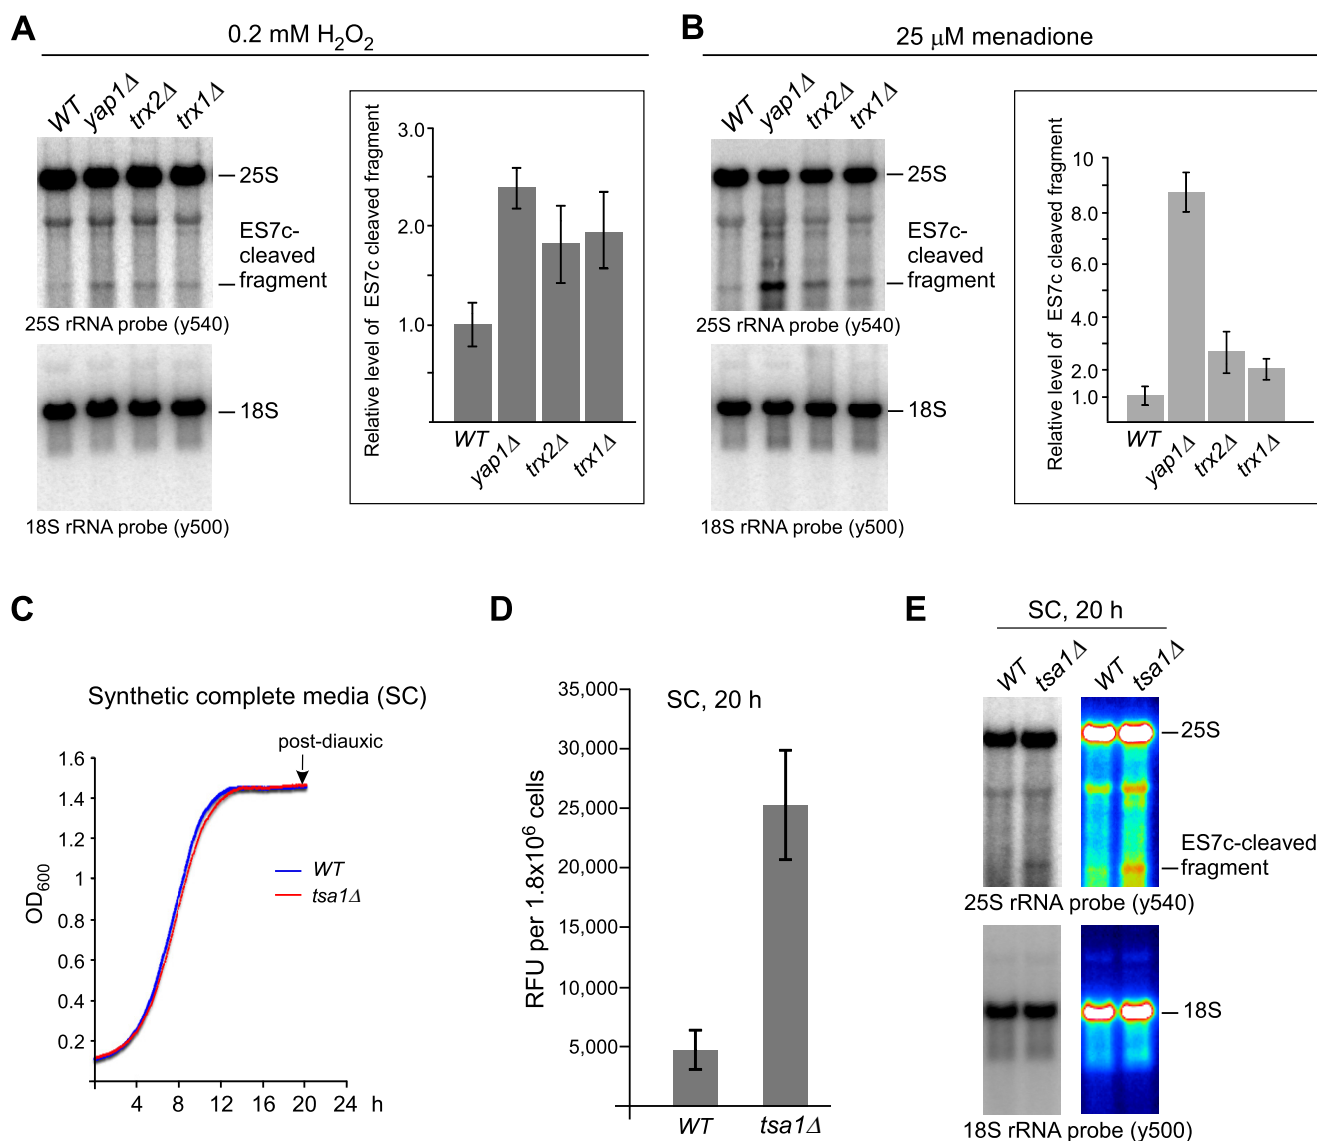 A
0.2 mM H₂O₂
WT yap1Δ trx2Δ trx1Δ
25S
ES7c-
cleaved
fragment
25S rRNA probe (y540)
18S
18S rRNA probe (y500)
Relative level of ES7c cleaved fragment
3.0
2.0
1.0
WT yap1Δ trx2Δ trx1Δ
B
25 μM menadione
WT yap1Δ trx2Δ trx1Δ
25S
ES7c-
cleaved
fragment
25S rRNA probe (y540)
18S
18S rRNA probe (y500)
Relative level of ES7c cleaved fragment
10
8.0
6.0
4.0
2.0
1.0
WT yap1Δ trx2Δ trx1Δ
C
Synthetic complete media (SC)
post-diauxic
OD₆₀₀
1.6
1.4
1.2
1
0.8
0.6
0.4
0.2
WT
tsa1Δ
4 8 12 16 20 24 h
D
SC, 20 h
RFU per 1.8x10⁶ cells
35,000
30,000
25,000
20,000
15,000
10,000
5,000
WT tsa1Δ
E
SC, 20 h
WT tsa1Δ WT tsa1Δ
25S
ES7c-cleaved
fragment
25S rRNA probe (y540)
18S
18S rRNA probe (y500)